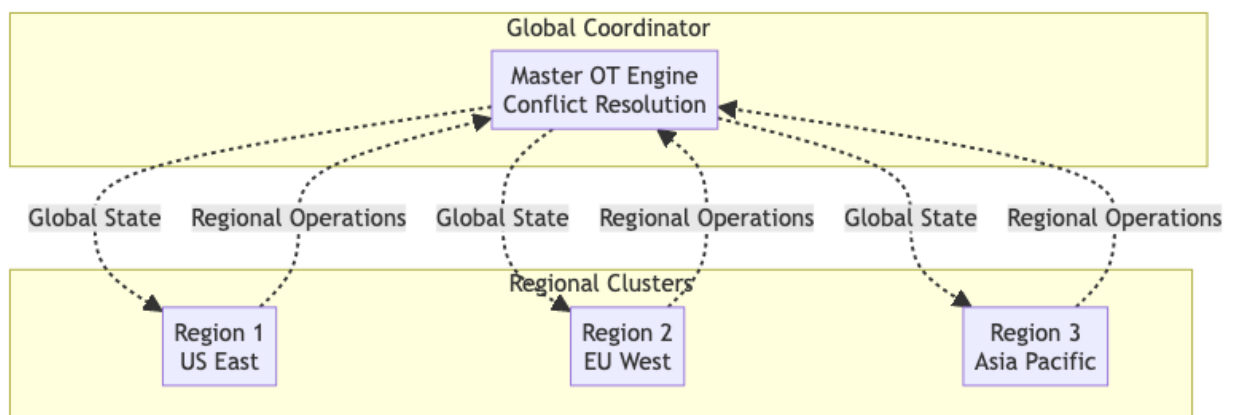 Global Coordinator
Master OT Engine
Conflict Resolution
Global State
Regional Operations
Global State
Regional Operations
Global State
Regional Operations
Regional Clusters
Region 1
US East
Region 2
EU West
Region 3
Asia Pacific